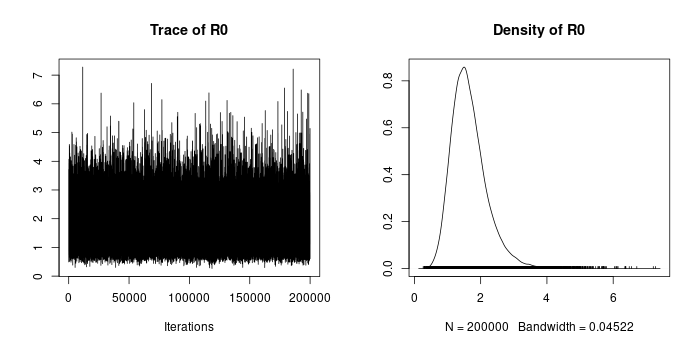 Trace of R0
7
6
5
4
3
2
1
0
0 50000 100000 150000 200000
Iterations
Density of R0
0.8
0.6
0.4
0.2
0.0
0 2 4 6
N = 200000 Bandwidth = 0.04522